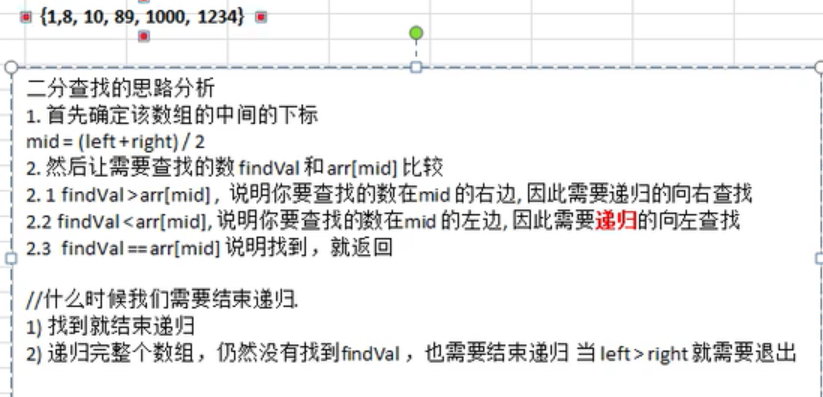 {1,8, 10, 89, 1000, 1234}
二分查找的思路分析
1. 首先确定该数组的中间的下标
mid = (left + right) / 2
2. 然后让需要查找的数 findVal 和 arr[mid] 比较
2. 1 findVal > arr[mid] , 说明你要查找的数在mid 的右边, 因此需要递归的向右查找
2.2 findVal < arr[mid], 说明你要查找的数在mid 的左边, 因此需要递归的向左查找
2.3 findVal == arr[mid] 说明找到，就返回
//什么时候我们需要结束递归.
1) 找到就结束递归
2) 递归完整个数组，仍然没有找到findVal ，也需要结束递归 当 left > right 就需要退出